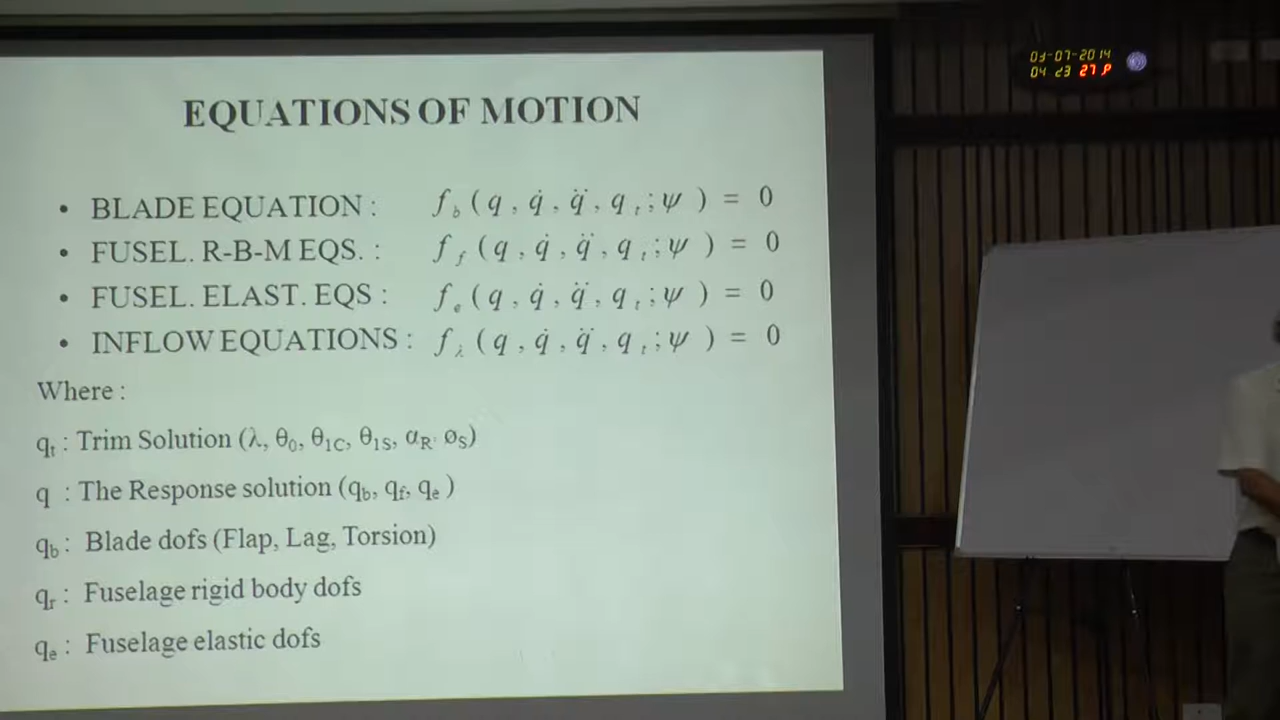 EQUATIONS OF MOTION
• BLADE EQUATION : f_b ( q , q̇ , q̈ , q_t ; ψ ) = 0
• FUSEL. R-B-M EQS. : f_f ( q , q̇ , q̈ , q_t ; ψ ) = 0
• FUSEL. ELAST. EQS : f_e ( q , q̇ , q̈ , q_t ; ψ ) = 0
• INFLOW EQUATIONS : f_λ ( q , q̇ , q̈ , q_t ; ψ ) = 0
Where :
q_t : Trim Solution (λ, θ_0, θ_1C, θ_1S, α_R, ø_S)
q : The Response solution (q_b, q_f, q_e )
q_b : Blade dofs (Flap, Lag, Torsion)
q_r : Fuselage rigid body dofs
q_e : Fuselage elastic dofs
03-07-2014
04 23 27 P